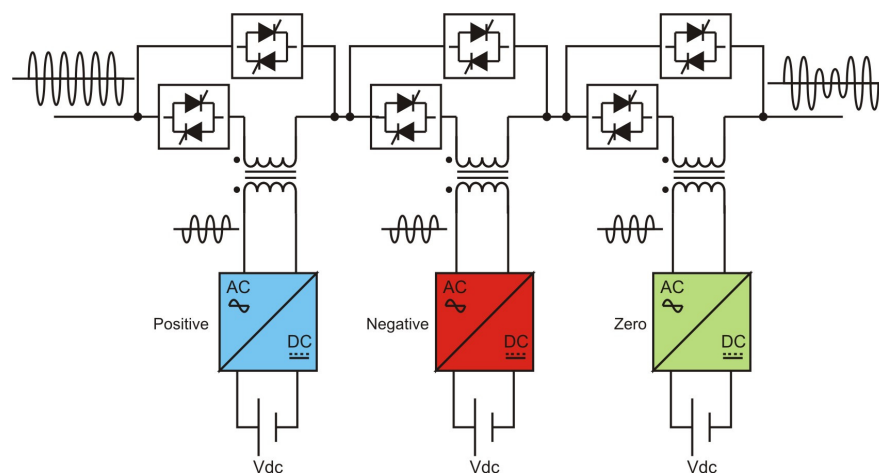 AC
DC
Positive
Vdc
AC
DC
Negative
Vdc
AC
DC
Zero
Vdc